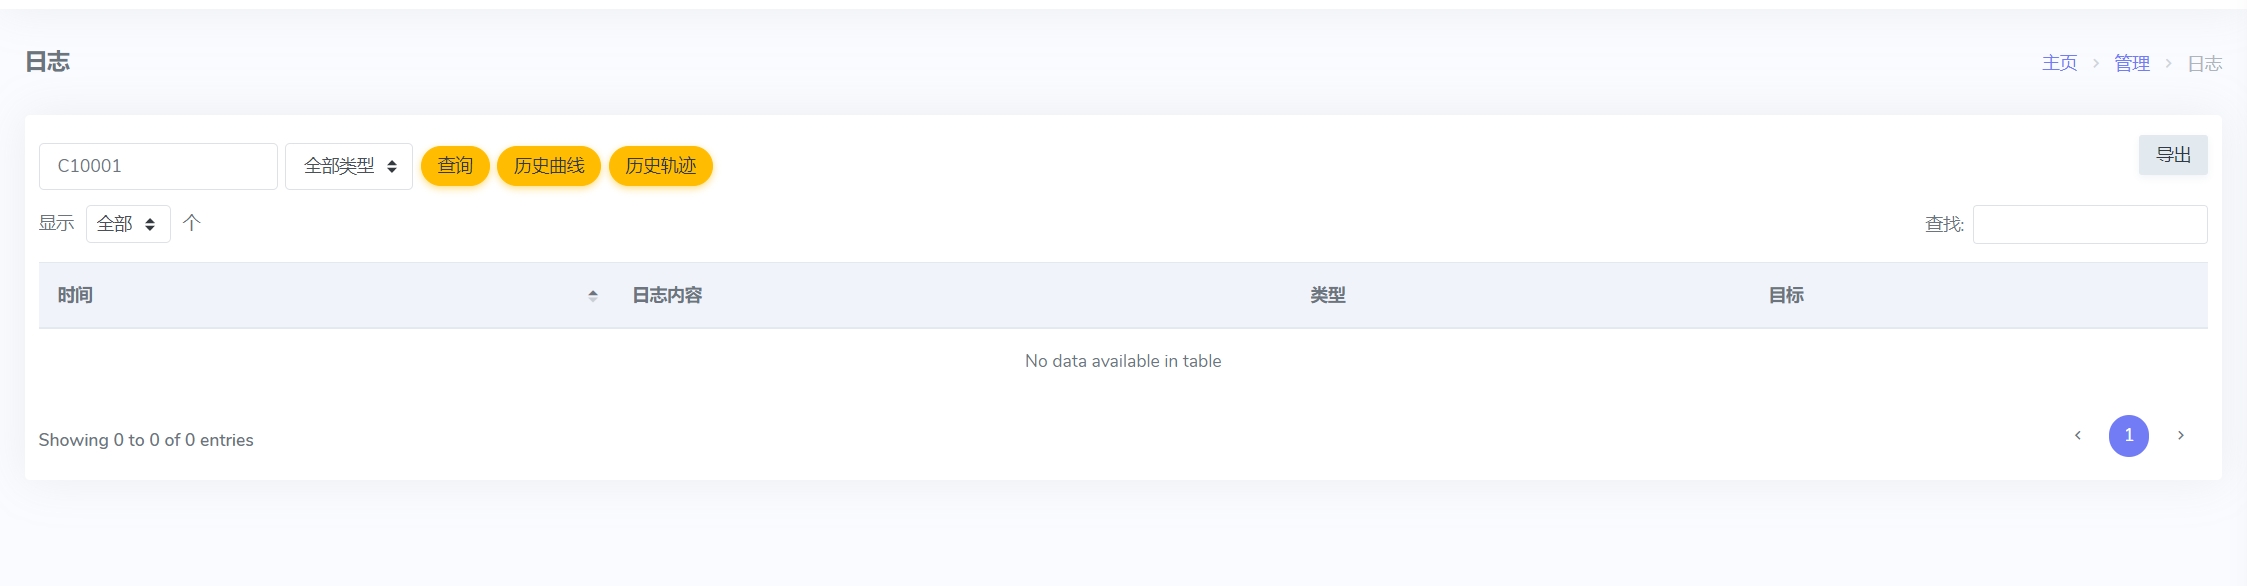 日志
主页 > 管理 > 日志
C10001 全部类型 查询 历史曲线 历史轨迹 导出
显示 全部 个 查找:
时间 日志内容 类型 目标
No data available in table
Showing 0 to 0 of 0 entries
‹ 1 ›